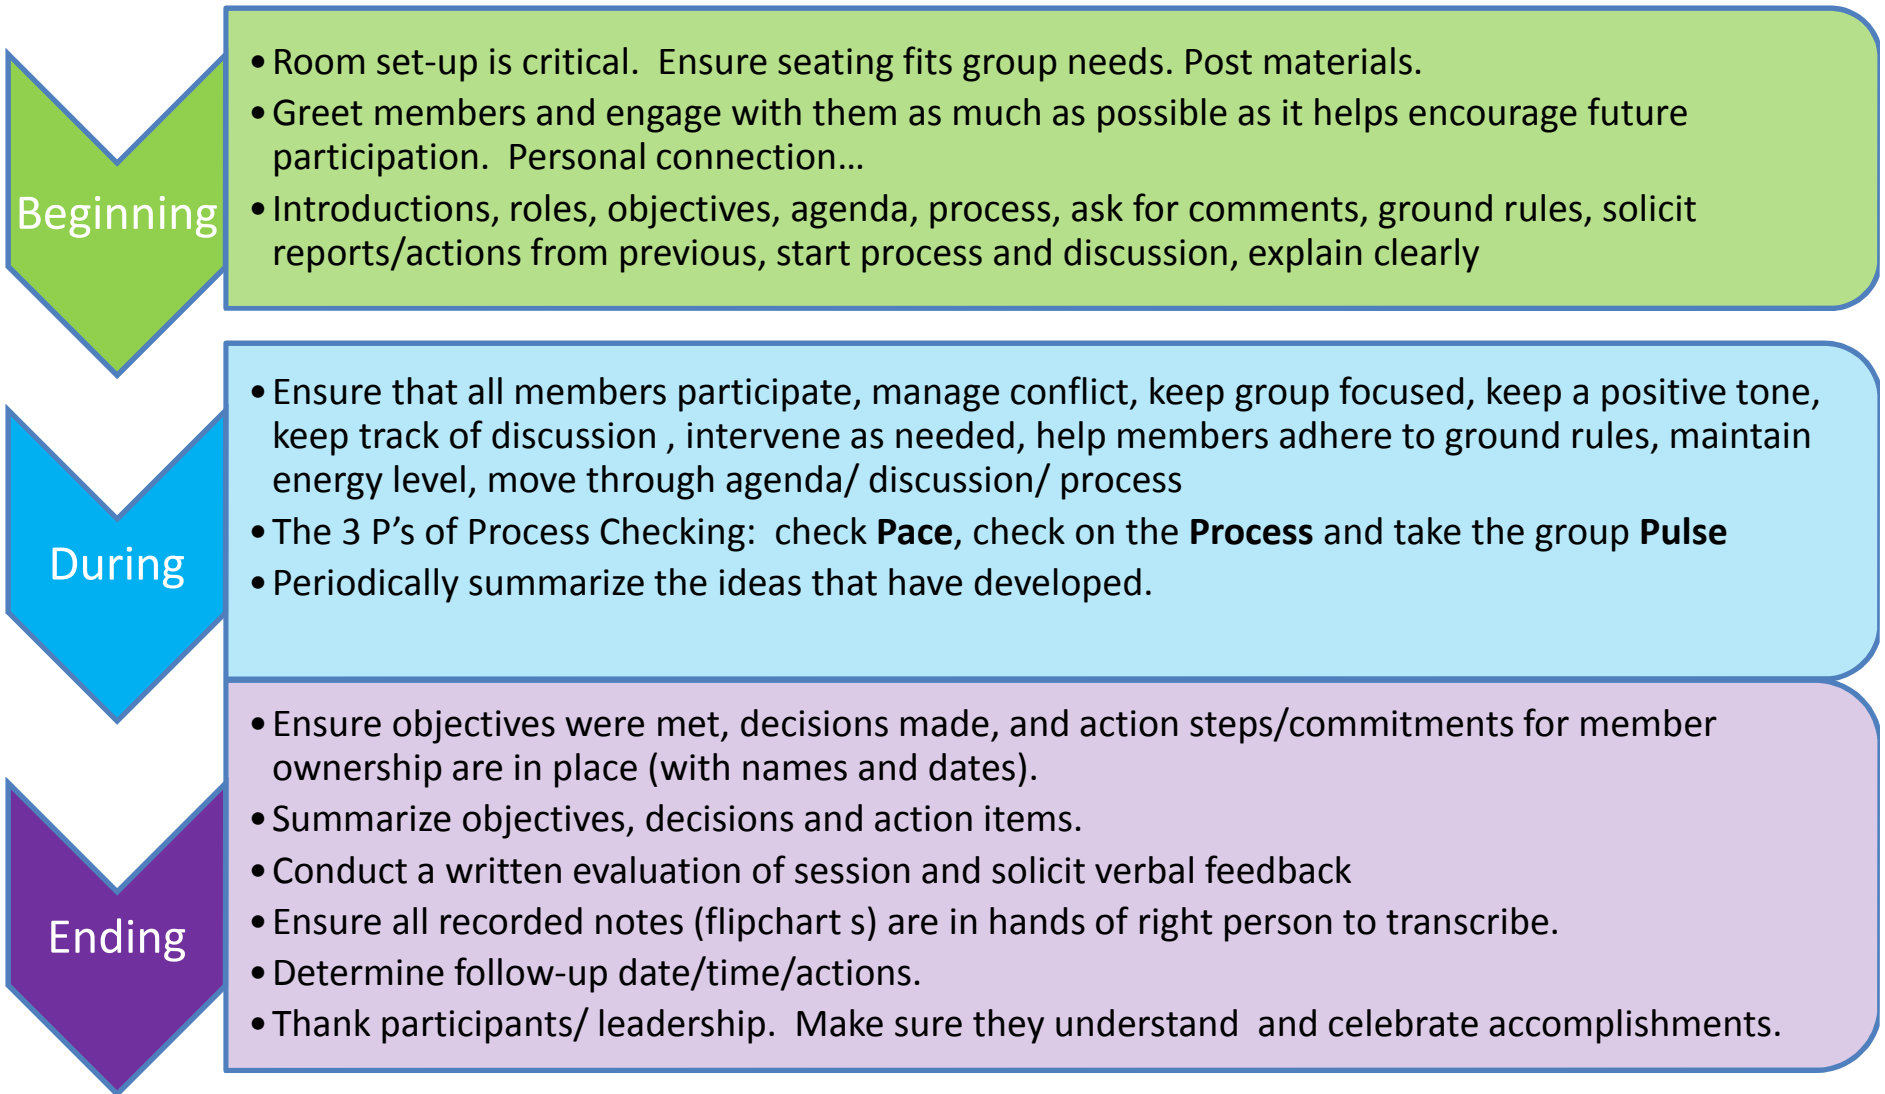 Beginning
•Room set-up is critical.  Ensure seating fits group needs. Post materials.
•Greet members and engage with them as much as possible as it helps encourage future
participation.  Personal connection…
•Introductions, roles, objectives, agenda, process, ask for comments, ground rules, solicit
reports/actions from previous, start process and discussion, explain clearly
During
•Ensure that all members participate, manage conflict, keep group focused, keep a positive tone,
keep track of discussion , intervene as needed, help members adhere to ground rules, maintain
energy level, move through agenda/ discussion/ process
•The 3 P’s of Process Checking:  check Pace, check on the Process and take the group Pulse
•Periodically summarize the ideas that have developed.
Ending
•Ensure objectives were met, decisions made, and action steps/commitments for member
ownership are in place (with names and dates).
•Summarize objectives, decisions and action items.
•Conduct a written evaluation of session and solicit verbal feedback
•Ensure all recorded notes (flipchart s) are in hands of right person to transcribe.
•Determine follow-up date/time/actions.
•Thank participants/ leadership.  Make sure they understand  and celebrate accomplishments.